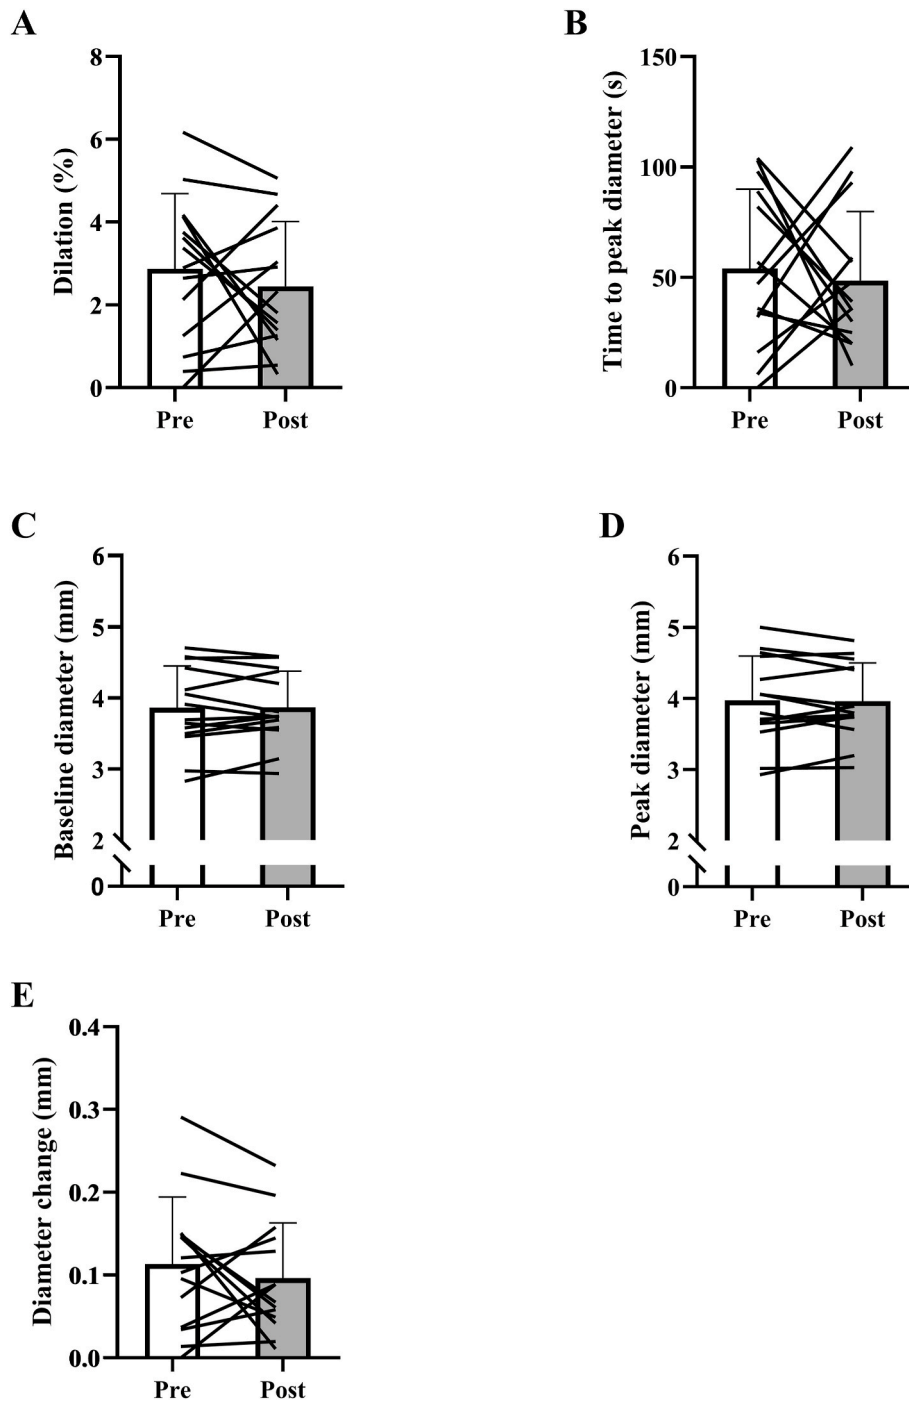 A
Dilation (%)
8
6
4
2
0
Pre Post
B
Time to peak diameter (s)
150
100
50
0
Pre Post
C
Baseline diameter (mm)
6
5
4
3
2
0
Pre Post
D
Peak diameter (mm)
6
5
4
3
2
0
Pre Post
E
Diameter change (mm)
0.4
0.3
0.2
0.1
0.0
Pre Post